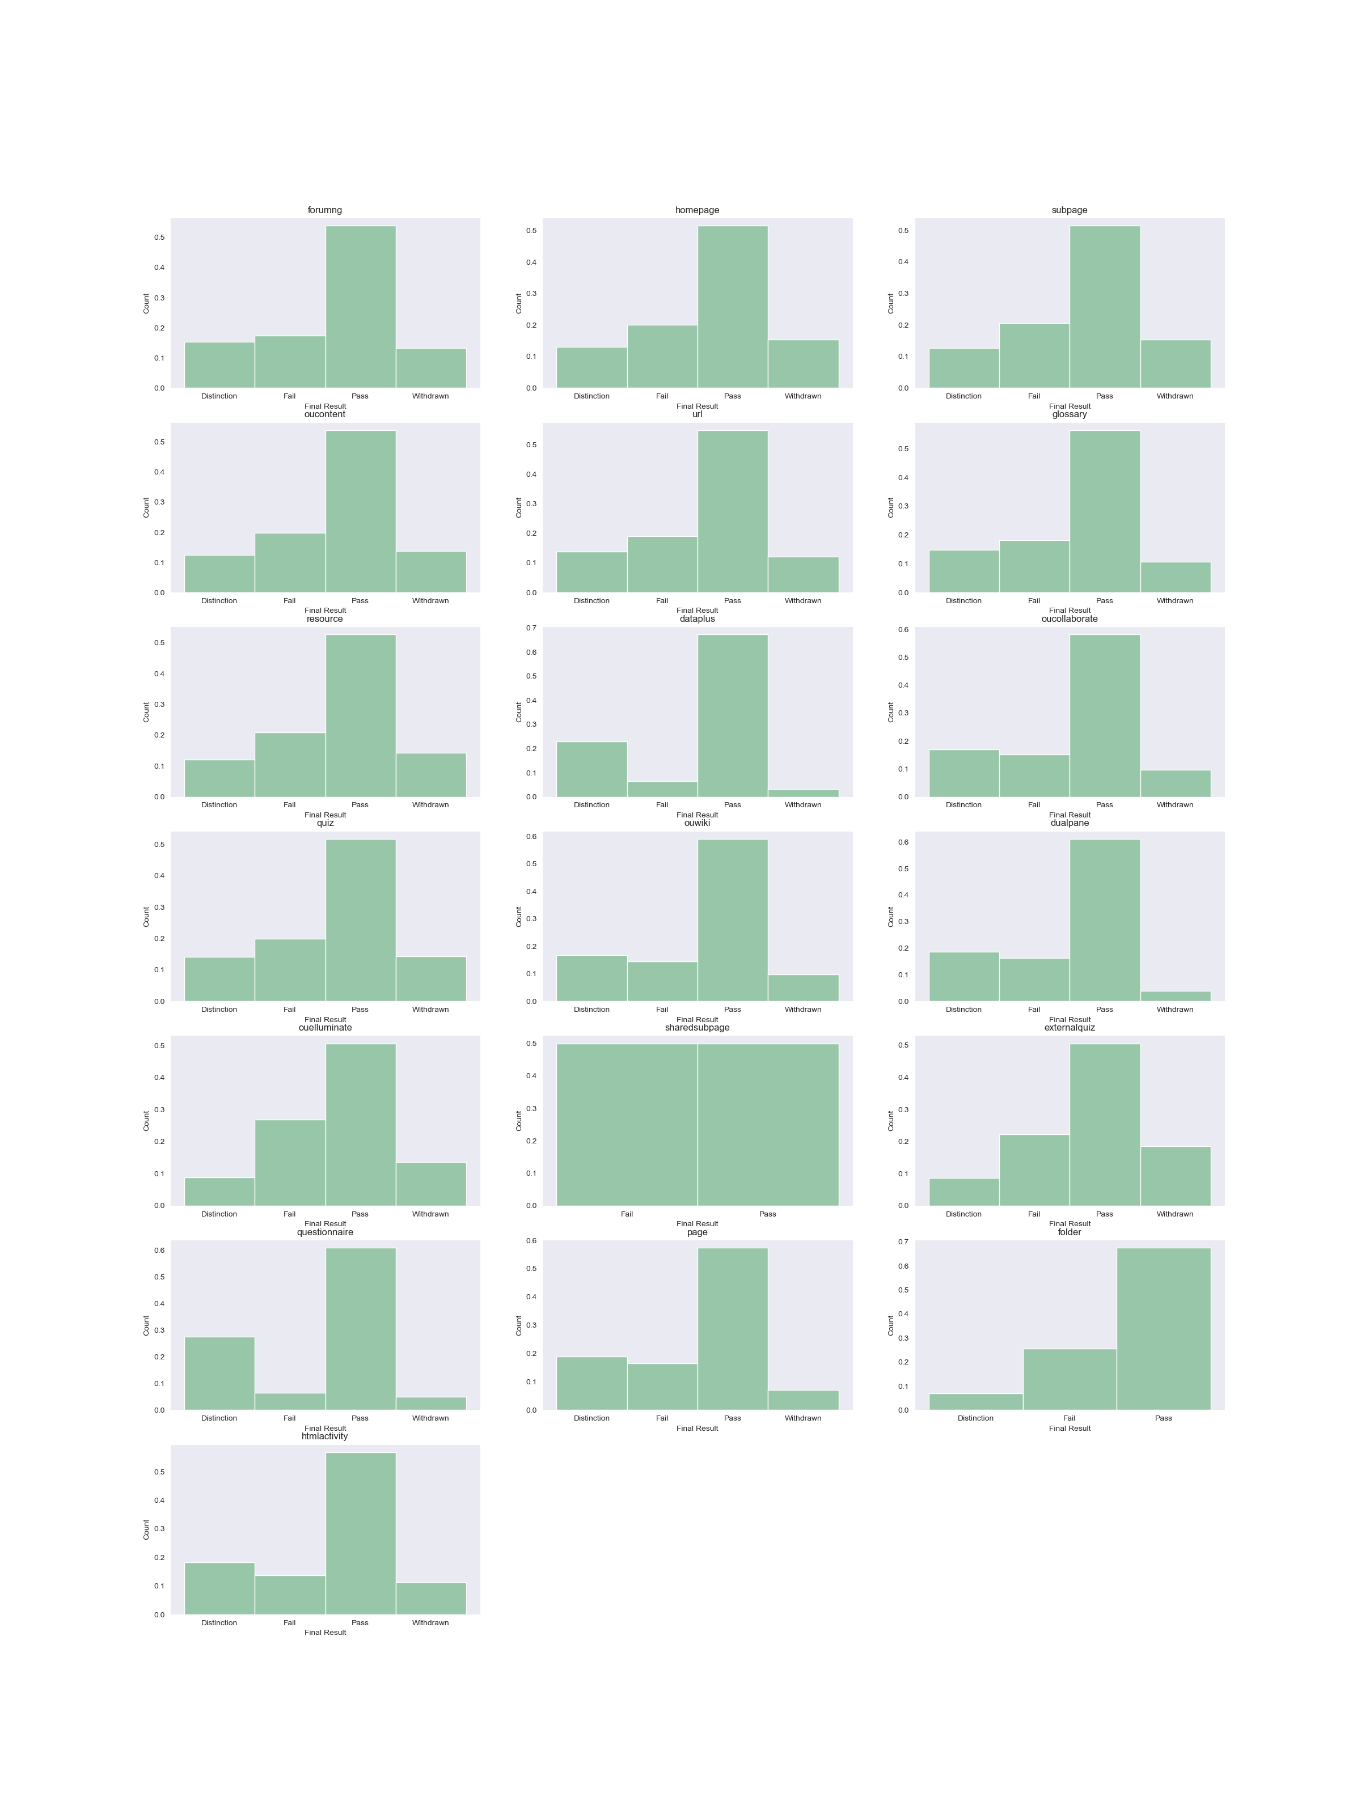 forumng
0.5
0.4
0.3
0.2
0.1
0.0
Count
Distinction Fail Pass Withdrawn
Final Result
homepage
0.5
0.4
0.3
0.2
0.1
0.0
Count
Distinction Fail Pass Withdrawn
Final Result
subpage
0.5
0.4
0.3
0.2
0.1
0.0
Count
Distinction Fail Pass Withdrawn
Final Result
oucontent
0.5
0.4
0.3
0.2
0.1
0.0
Count
Distinction Fail Pass Withdrawn
Final Result
url
0.5
0.4
0.3
0.2
0.1
0.0
Count
Distinction Fail Pass Withdrawn
Final Result
glossary
0.5
0.4
0.3
0.2
0.1
0.0
Count
Distinction Fail Pass Withdrawn
Final Result
resource
0.5
0.4
0.3
0.2
0.1
0.0
Count
Distinction Fail Pass Withdrawn
Final Result
dataplus
0.7
0.6
0.5
0.4
0.3
0.2
0.1
0.0
Count
Distinction Fail Pass Withdrawn
Final Result
oucollaborate
0.6
0.5
0.4
0.3
0.2
0.1
0.0
Count
Distinction Fail Pass Withdrawn
Final Result
quiz
0.5
0.4
0.3
0.2
0.1
0.0
Count
Distinction Fail Pass Withdrawn
Final Result
ouwiki
0.6
0.5
0.4
0.3
0.2
0.1
0.0
Count
Distinction Fail Pass Withdrawn
Final Result
dualpane
0.6
0.5
0.4
0.3
0.2
0.1
0.0
Count
Distinction Fail Pass Withdrawn
Final Result
ouelluminate
0.5
0.4
0.3
0.2
0.1
0.0
Count
Distinction Fail Pass Withdrawn
Final Result
sharedsubpage
0.5
0.4
0.3
0.2
0.1
0.0
Count
Fail Pass
Final Result
externalquiz
0.5
0.4
0.3
0.2
0.1
0.0
Count
Distinction Fail Pass Withdrawn
Final Result
questionnaire
0.6
0.5
0.4
0.3
0.2
0.1
0.0
Count
Distinction Fail Pass Withdrawn
Final Result
page
0.6
0.5
0.4
0.3
0.2
0.1
0.0
Count
Distinction Fail Pass Withdrawn
Final Result
folder
0.7
0.6
0.5
0.4
0.3
0.2
0.1
0.0
Count
Distinction Fail Pass
Final Result
htmlactivity
0.5
0.4
0.3
0.2
0.1
0.0
Count
Distinction Fail Pass Withdrawn
Final Result